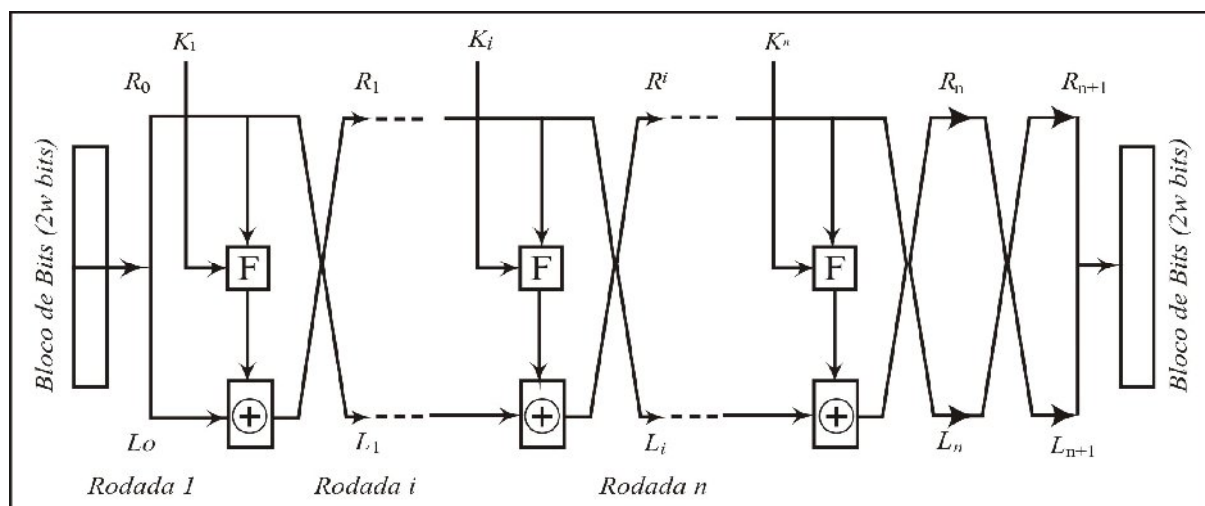 K₁
Kᵢ
Kⁿ
R₀
R₁
Rⁱ
Rₙ
Rₙ₊₁
Bloco de Bits (2w bits)
F
F
F
Bloco de Bits (2w bits)
+
+
+
Lo
L₁
Lᵢ
Lₙ
Lₙ₊₁
Rodada 1
Rodada i
Rodada n